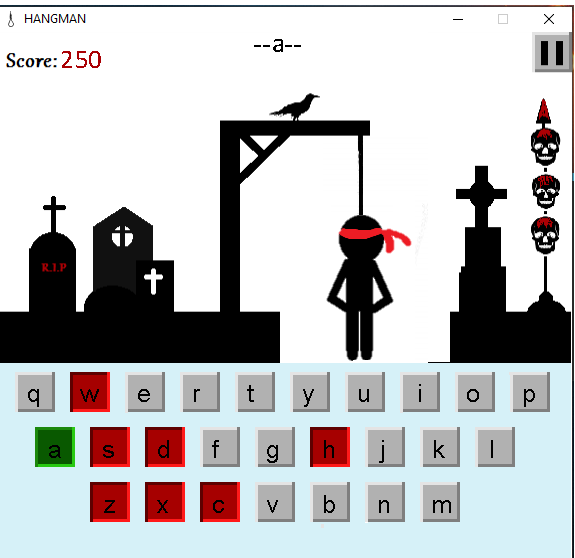 HANGMAN
--a--
Score: 250
R.I.P
q w e r t y u i o p
a s d f g h j k l
z x c v b n m